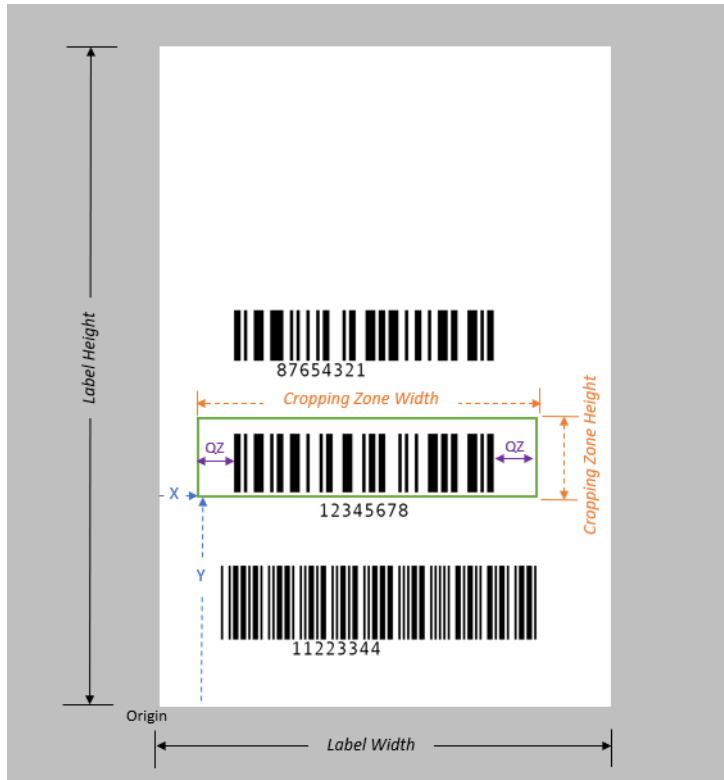 Label Height
87654321
Cropping Zone Width
QZ
QZ
Cropping Zone Height
X
12345678
Y
11223344
Origin
Label Width